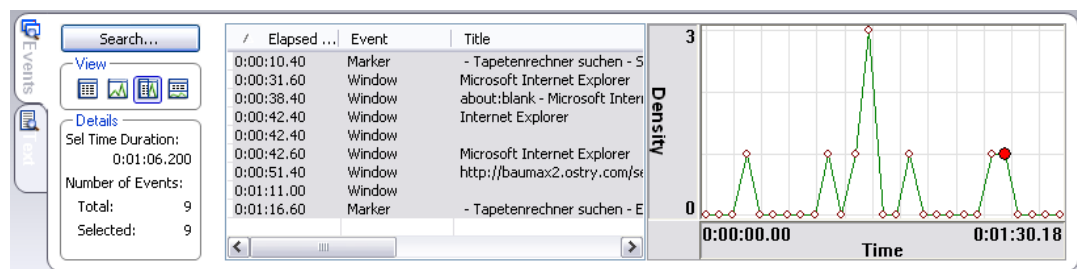 Events
Text
Search...
View
Details
Sel Time Duration:
0:01:06.200
Number of Events:
Total: 9
Selected: 9
/ Elapsed ... Event Title
0:00:10.40 Marker - Tapetenrechner suchen - S
0:00:31.60 Window Microsoft Internet Explorer
0:00:38.40 Window about:blank - Microsoft Intern
0:00:42.40 Window Internet Explorer
0:00:42.40 Window
0:00:42.60 Window Microsoft Internet Explorer
0:00:51.40 Window http://baumax2.ostry.com/se
0:01:11.00 Window
0:01:16.60 Marker - Tapetenrechner suchen - E
3
Density
0
0:00:00.00 0:01:30.18
Time